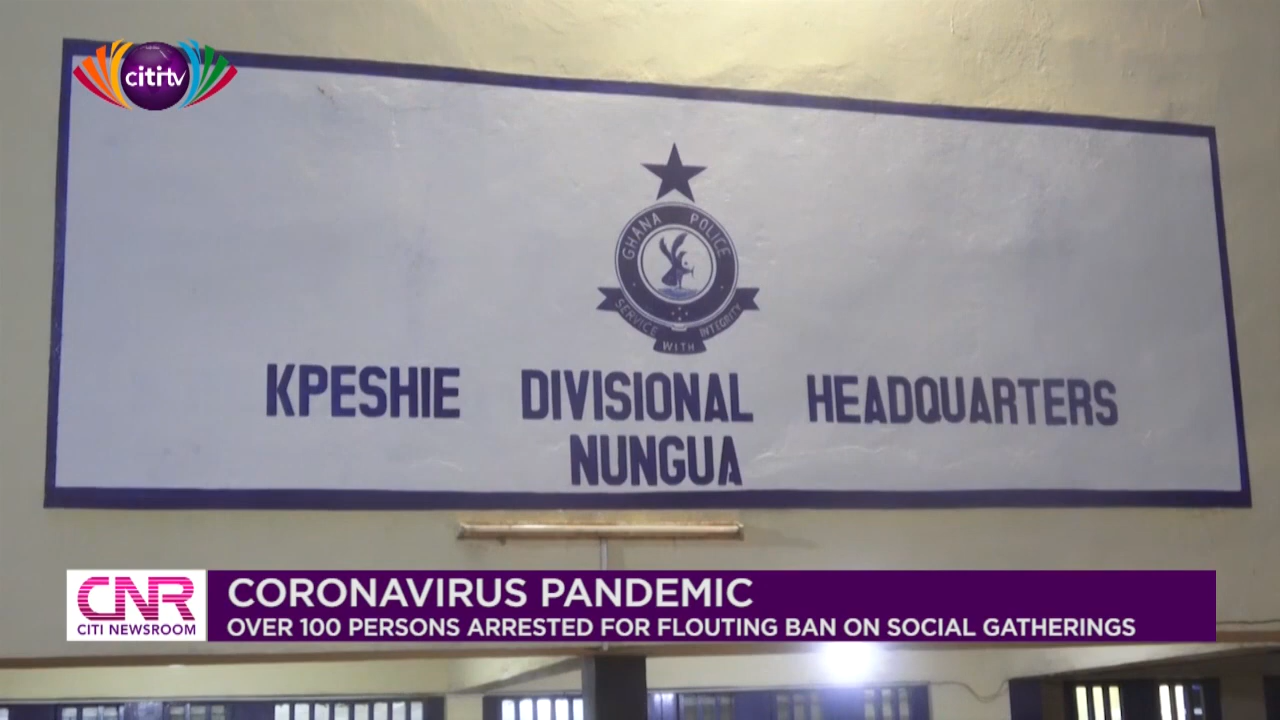 citi tv
GHANA POLICE
SERVICE WITH INTEGRITY
KPESHIE DIVISIONAL HEADQUARTERS
NUNGUA
CNR
CITI NEWSROOM
CORONAVIRUS PANDEMIC
OVER 100 PERSONS ARRESTED FOR FLOUTING BAN ON SOCIAL GATHERINGS